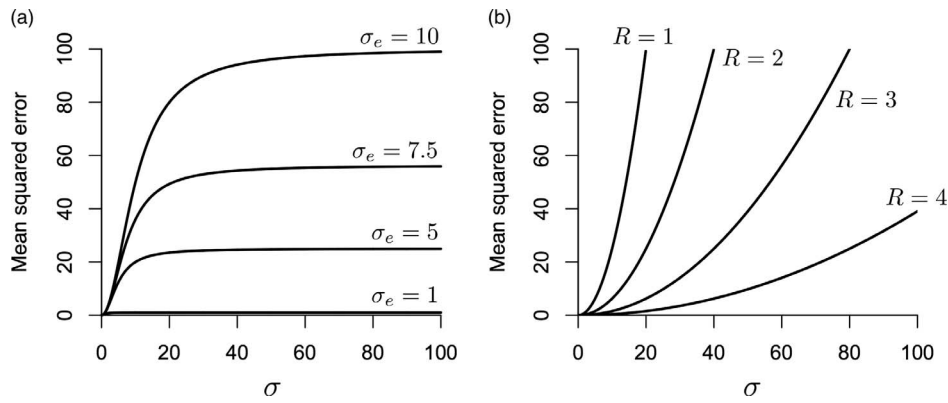 (a)
Mean squared error
100
80
60
40
20
0
σe = 10
σe = 7.5
σe = 5
σe = 1
0 20 40 60 80 100
σ
(b)
Mean squared error
100
80
60
40
20
0
R = 1
R = 2
R = 3
R = 4
0 20 40 60 80 100
σ